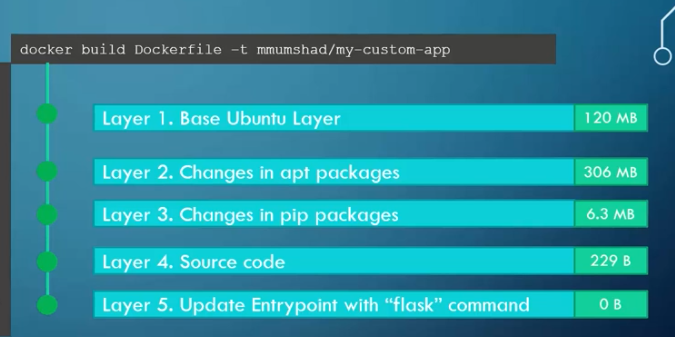 docker build Dockerfile -t mmumshad/my-custom-app
Layer 1. Base Ubuntu Layer 120 MB
Layer 2. Changes in apt packages 306 MB
Layer 3. Changes in pip packages 6.3 MB
Layer 4. Source code 229 B
Layer 5. Update Entrypoint with “flask” command 0 B